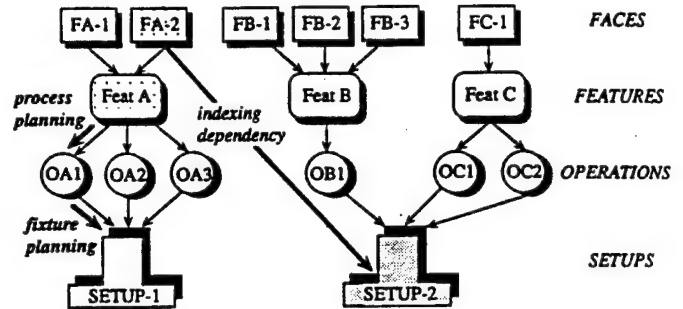 FA-1 FA-2 FB-1 FB-2 FB-3 FC-1 FACES
process planning Feat A indexing dependency Feat B Feat C FEATURES
OA1 OA2 OA3 OB1 OC1 OC2 OPERATIONS
fixture planning SETUPS
SETUP-1 SETUP-2